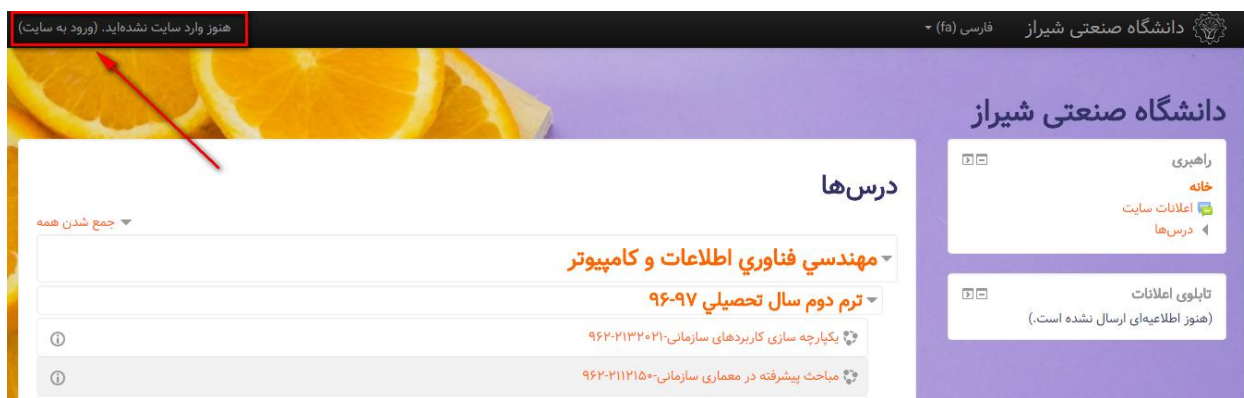 دانشگاه صنعتی شیراز
فارسی (fa)
هنوز وارد سایت نشده‌اید. (ورود به سایت)
دانشگاه صنعتی شیراز
راهبری
خانه
اعلانات سایت
درس‌ها
تابلوی اعلانات
(هنوز اطلاعیه‌ای ارسال نشده است.)
درس‌ها
جمع شدن همه
مهندسي فناوري اطلاعات و کامپیوتر
ترم دوم سال تحصیلي ۹۷-۹۶
یکپارچه سازی کاربردهای سازمانی-۲۱۳۲۰۲۱-۹۶۲
مباحث پیشرفته در معماری سازمانی-۲۱۱۲۱۵۰-۹۶۲